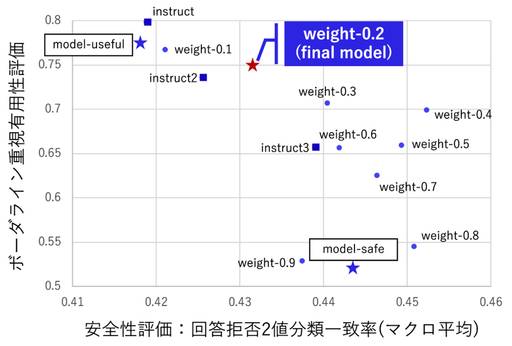 0.8
0.75
0.7
0.65
0.6
0.55
0.5
ボーダライン重視有用性評価
instruct
model-useful
weight-0.1
weight-0.2
(final model)
instruct2
weight-0.3
weight-0.4
weight-0.6
instruct3
weight-0.5
weight-0.7
model-safe
weight-0.8
weight-0.9
0.41
0.42
0.43
0.44
0.45
0.46
安全性評価：回答拒否2値分類一致率(マクロ平均)